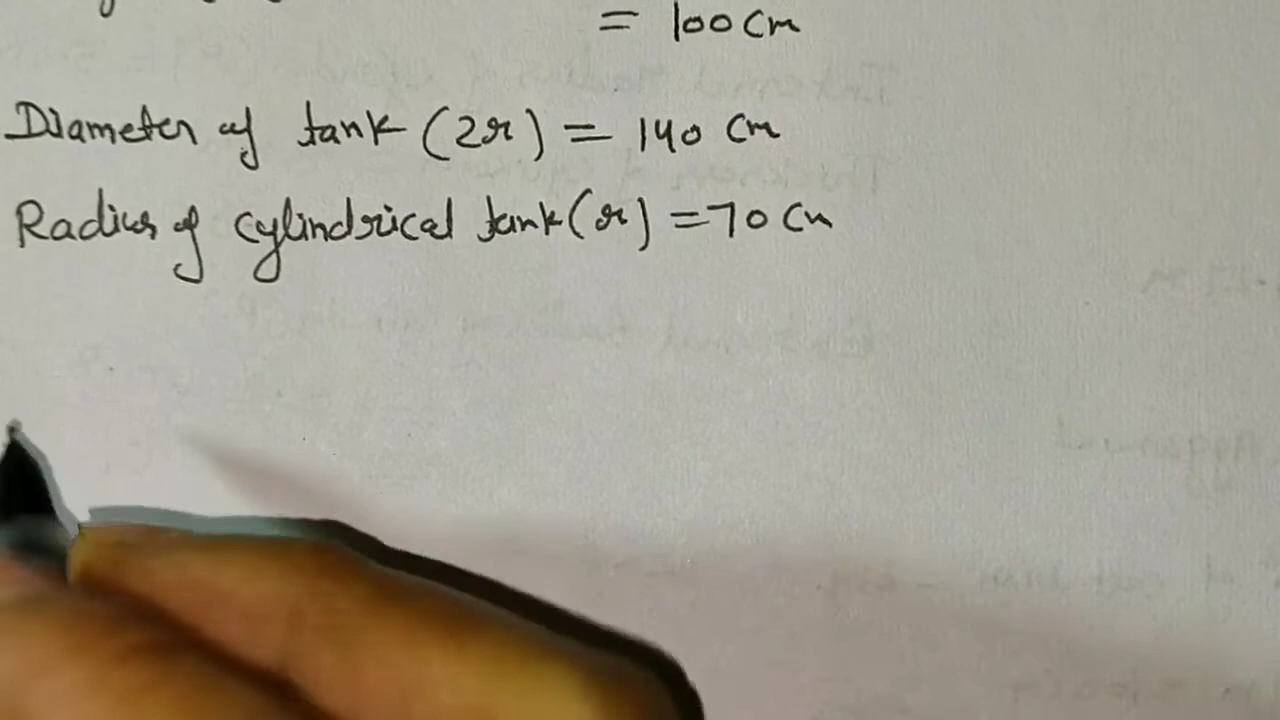 = 100 cm
Diameter of tank (2r) = 140 cm
Radius of cylindrical tank (r) = 70 cm